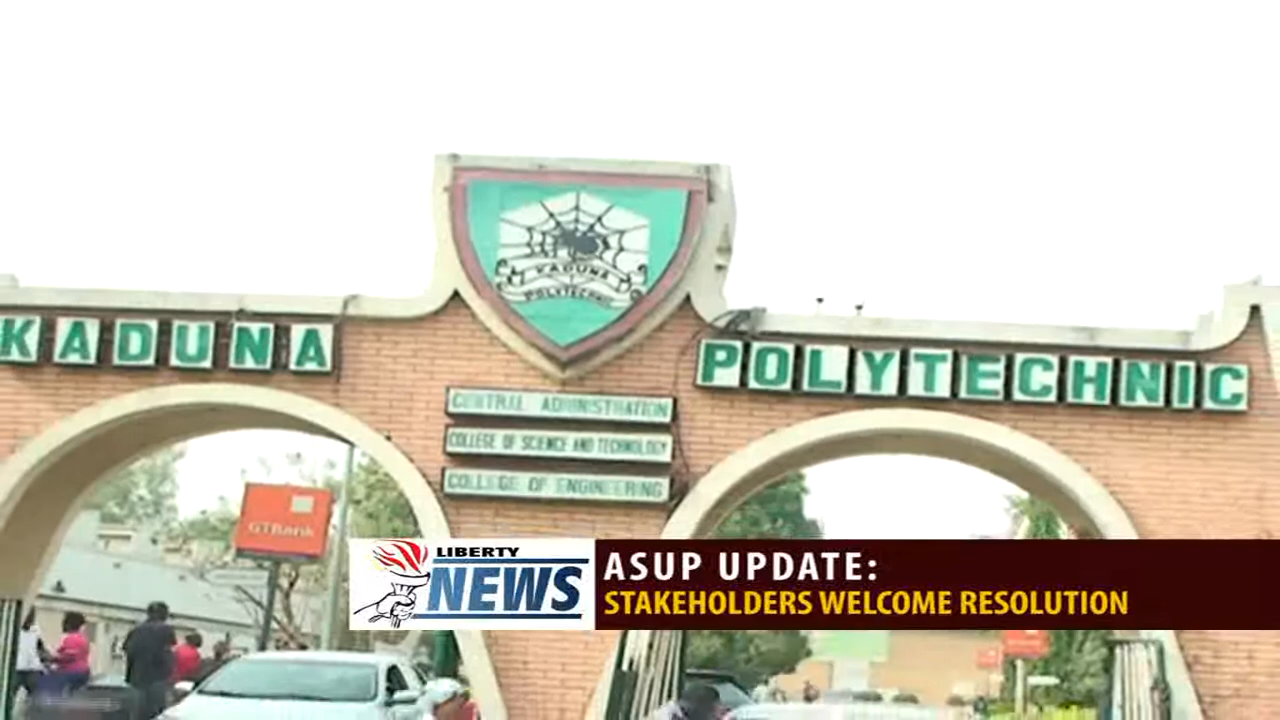 KADUNA
POLYTECHNIC
KADUNA
POLYTECHNIC
CENTRAL ADMINISTRATION
COLLEGE OF SCIENCE AND TECHNOLOGY
COLLEGE OF ENGINEERING
GTBank
LIBERTY
NEWS
ASUP UPDATE:
STAKEHOLDERS WELCOME RESOLUTION